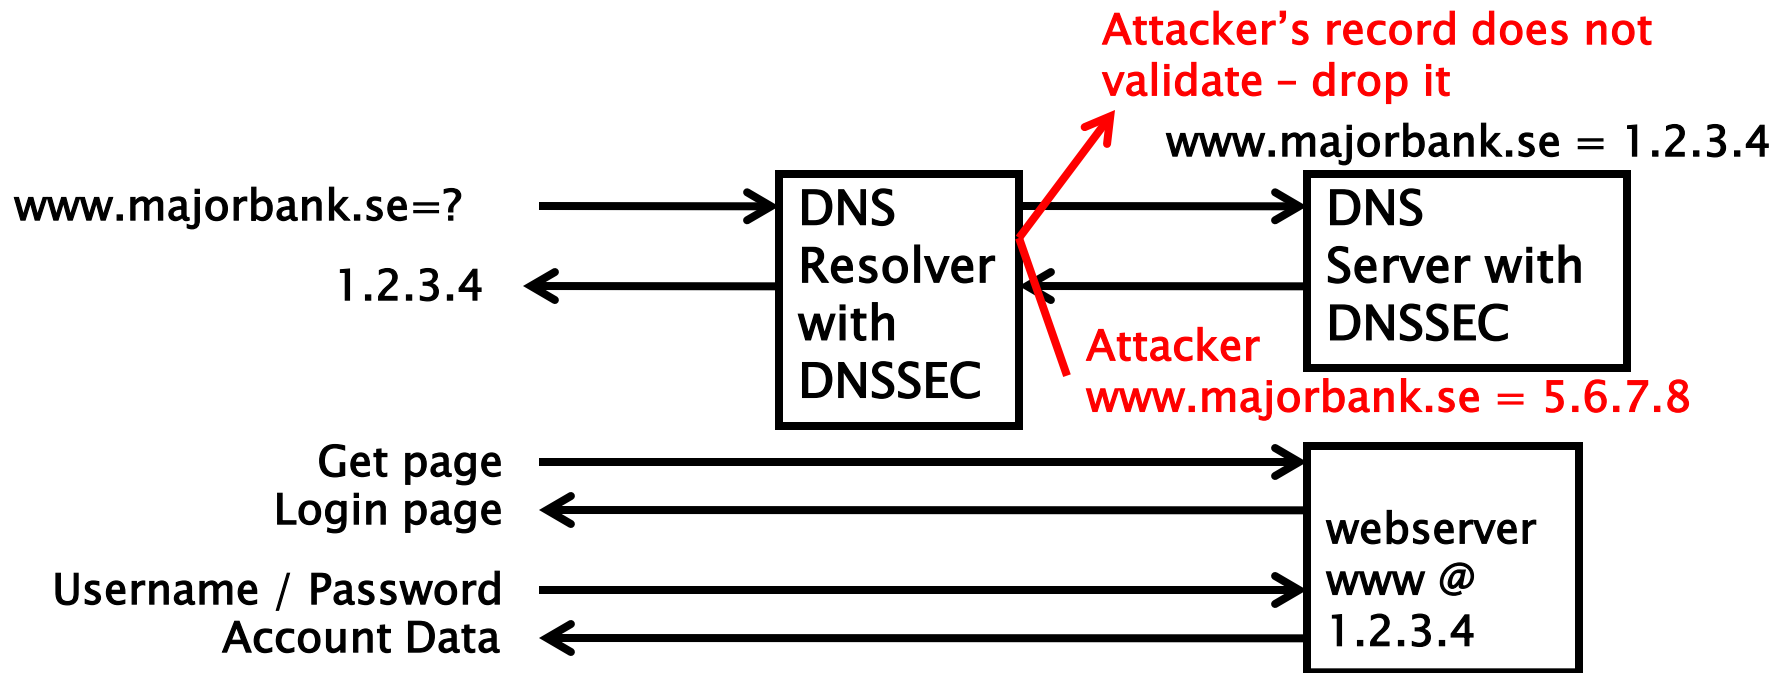 Attacker's record does not
validate – drop it
www.majorbank.se = 1.2.3.4
www.majorbank.se=?
1.2.3.4
DNS
Resolver
with
DNSSEC
DNS
Server with
DNSSEC
Attacker
www.majorbank.se = 5.6.7.8
Get page
Login page
Username / Password
Account Data
webserver
www @
1.2.3.4